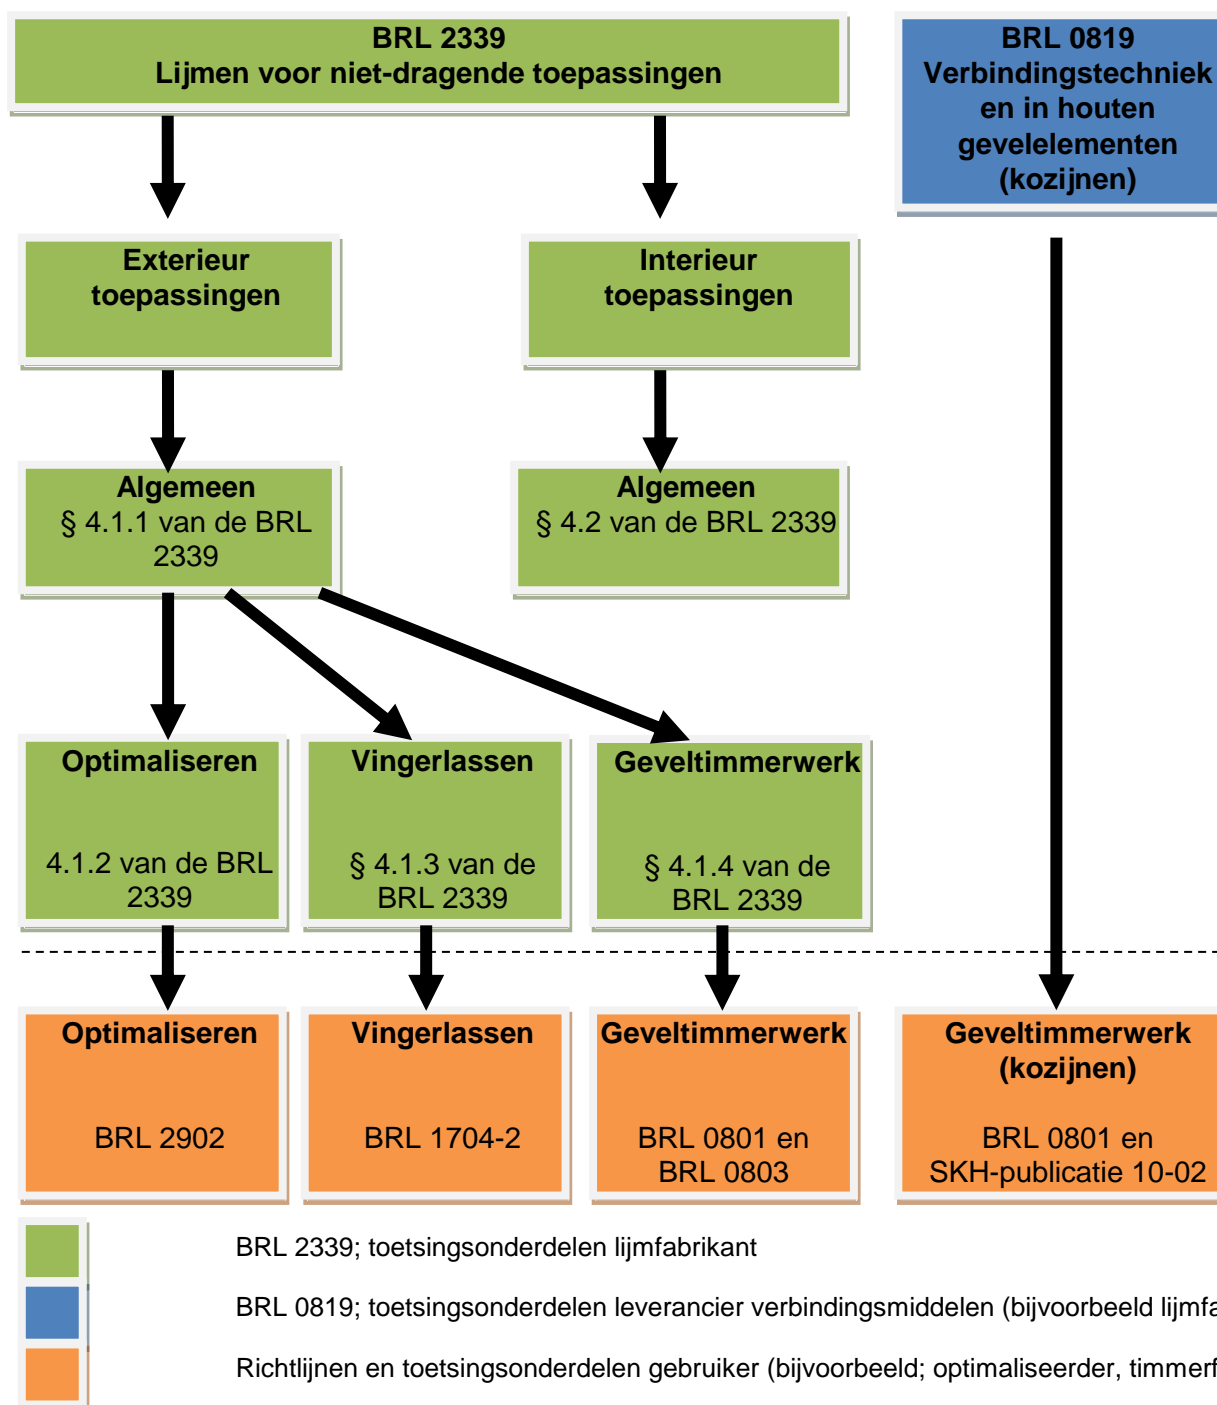 BRL 2339
Lijmen voor niet-dragende toepassingen
BRL 0819
Verbindingstechniek
en in houten
gevelelementen
(kozijnen)
Exterieur
toepassingen
Interieur
toepassingen
Algemeen
§ 4.1.1 van de BRL
2339
Algemeen
§ 4.2 van de BRL 2339
Optimaliseren
4.1.2 van de BRL
2339
Vingerlassen
§ 4.1.3 van de
BRL 2339
Geveltimmerwerk
§ 4.1.4 van de
BRL 2339
Optimaliseren
BRL 2902
Vingerlassen
BRL 1704-2
Geveltimmerwerk
BRL 0801 en
BRL 0803
Geveltimmerwerk
(kozijnen)
BRL 0801 en
SKH-publicatie 10-02
BRL 2339; toetsingsonderdelen lijmfabrikant
BRL 0819; toetsingsonderdelen leverancier verbindingsmiddelen (bijvoorbeeld lijmfa
Richtlijnen en toetsingsonderdelen gebruiker (bijvoorbeeld; optimaliseerder, timmerf